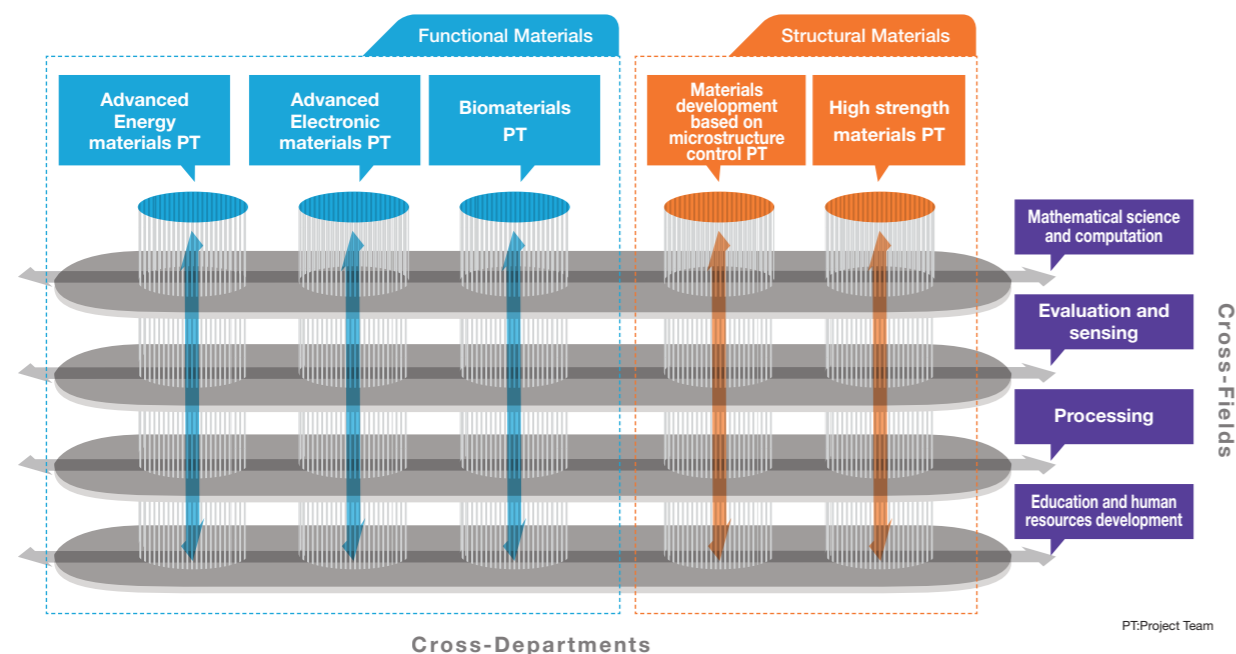 Functional Materials
Structural Materials
Advanced
Energy
materials PT
Advanced
Electronic
materials PT
Biomaterials
PT
Materials
development
based on
microstructure
control PT
High strength
materials PT
Mathematical science
and computation
Evaluation and
sensing
Processing
Education and human
resources development
Cross-Fields
Cross-Departments
PT:Project Team